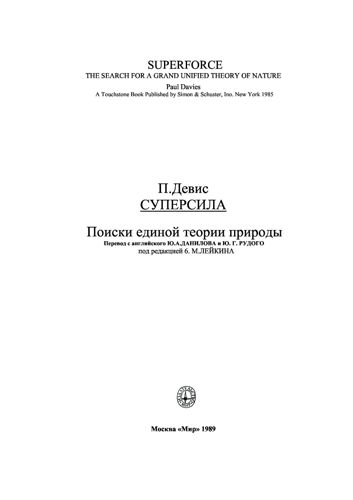 SUPERFORCE
THE SEARCH FOR A GRAND UNIFIED THEORY OF NATURE
Paul Davies
A Touchstone Book Published by Simon & Schuster, Ino. New York 1985
П.Девис
СУПЕРСИЛА
Поиски единой теории природы
Перевод с английского Ю.А.ДАНИЛОВА и Ю. Г. РУДОГО
под редакцией 6. М.ЛЕЙКИНА
Москва «Мир» 1989